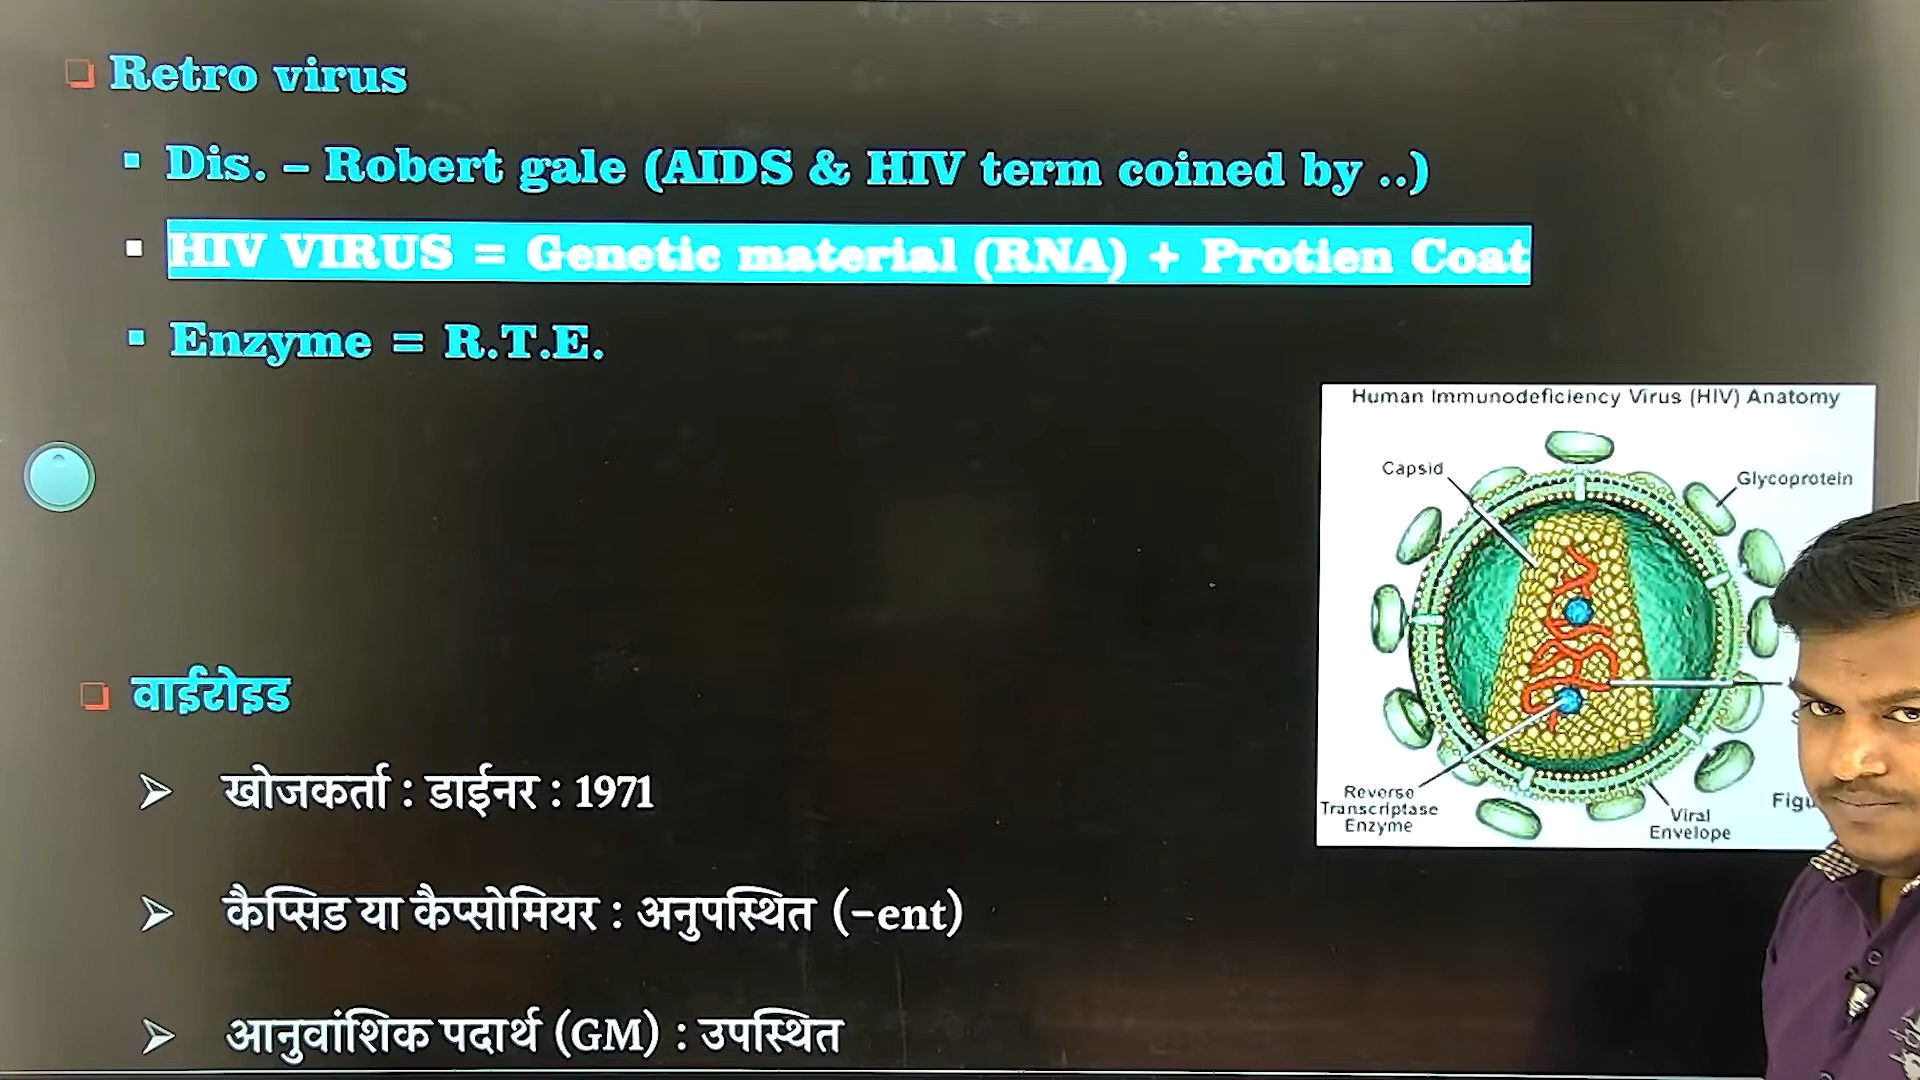 Retro virus
Dis. – Robert gale (AIDS & HIV term coined by ..)
HIV VIRUS = Genetic material (RNA) + Protien Coat
Enzyme = R.T.E.
Human Immunodeficiency Virus (HIV) Anatomy
Capsid
Glycoprotein
Reverse
Transcriptase
Enzyme
Viral
Envelope
वाईरोइड
खोजकर्ता : डाईनर : 1971
कैप्सिड या कैप्सोमियर : अनुपस्थित (-ent)
आनुवांशिक पदार्थ (GM) : उपस्थित